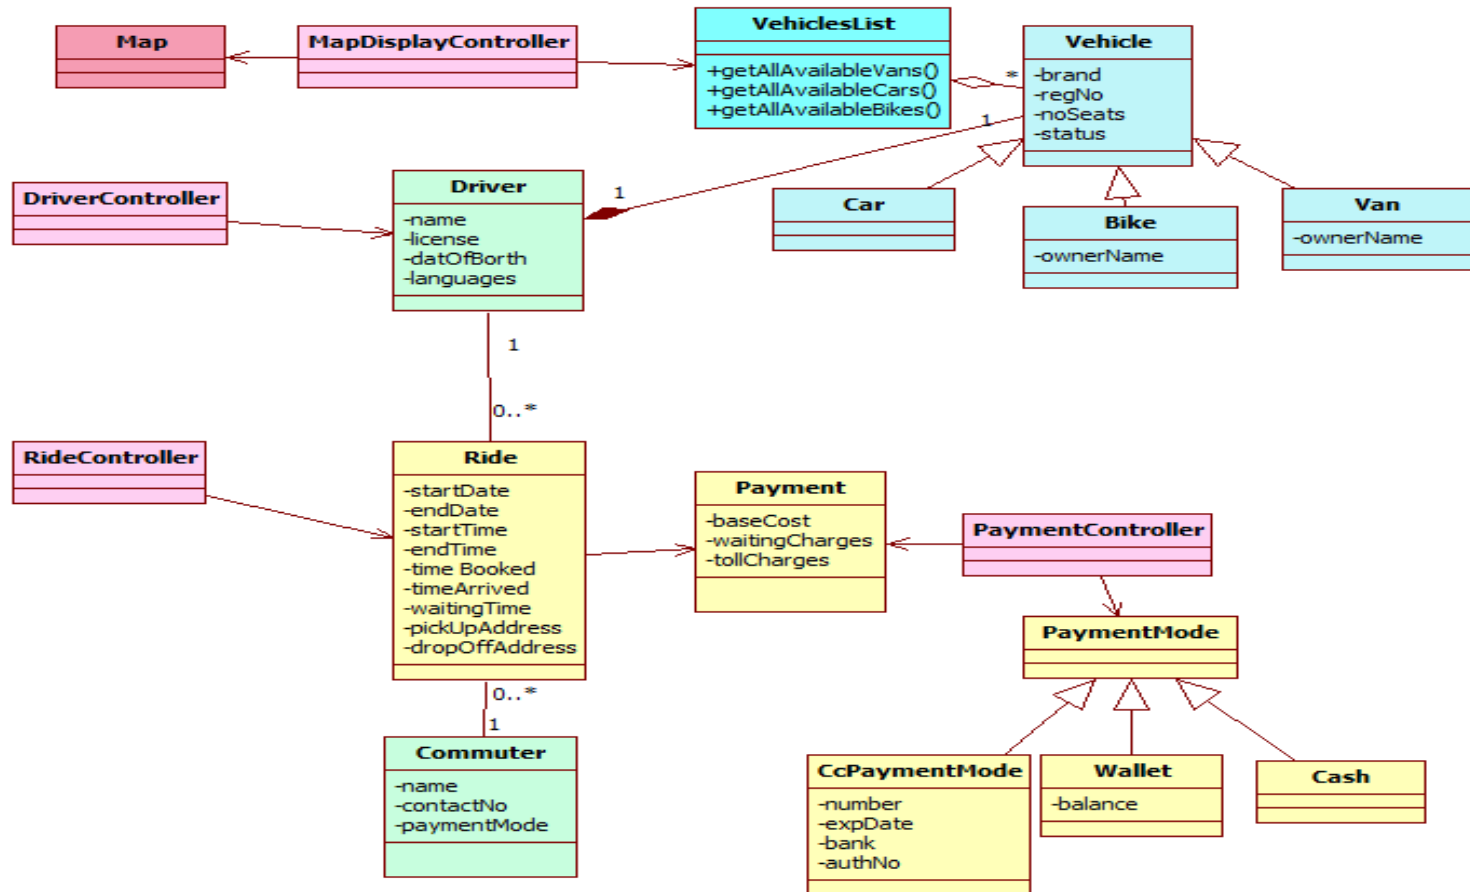 Map
MapDisplayController
VehiclesList
+getAllAvailableVans()
+getAllAvailableCars()
+getAllAvailableBikes()
*
Vehicle
-brand
-regNo
-noSeats
-status
1
1
DriverController
Driver
-name
-license
-datOfBorth
-languages
Car
Bike
-ownerName
Van
-ownerName
1
0..*
RideController
Ride
-startDate
-endDate
-startTime
-endTime
-time Booked
-timeArrived
-waitingTime
-pickUpAddress
-dropOffAddress
Payment
-baseCost
-waitingCharges
-tollCharges
PaymentController
PaymentMode
0..*
1
Commuter
-name
-contactNo
-paymentMode
CcPaymentMode
-number
-expDate
-bank
-authNo
Wallet
-balance
Cash